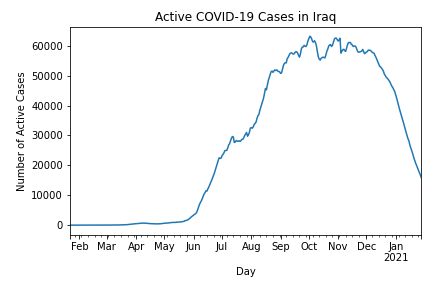 Active COVID-19 Cases in Iraq
Number of Active Cases
60000
50000
40000
30000
20000
10000
0
Feb Mar Apr May Jun Jul Aug Sep Oct Nov Dec Jan
2021
Day